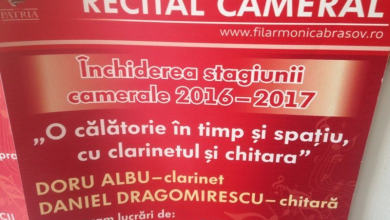 RECITAL CAMERAL
PATRIA
www.filarmonicabrasov.ro
Închiderea stagiunii
camerale 2016-2017
„O călătorie în timp și spațiu,
cu clarinetul și chitara”
DORU ALBU-clarinet
DANIEL DRAGOMIRESCU-chitară
lucrări de: